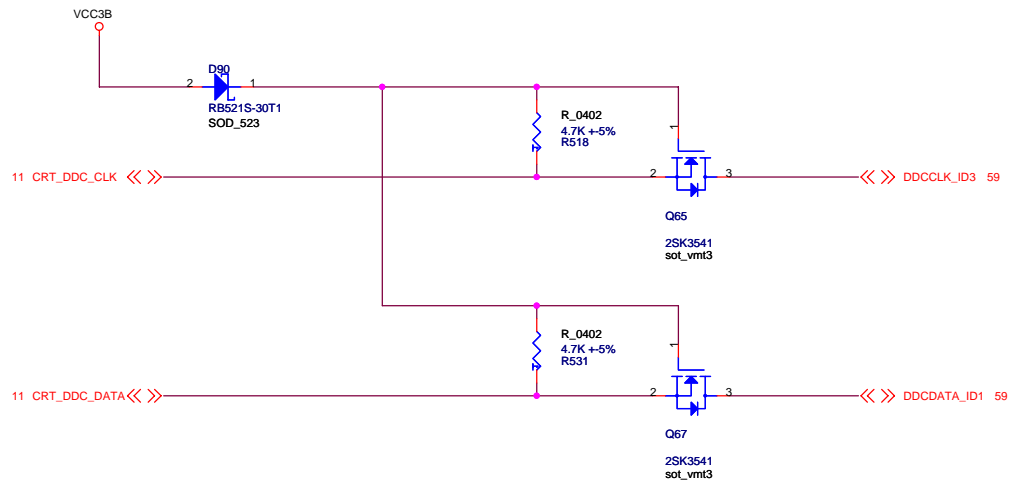 VCC3B
D90
2
1
RB521S-30T1
SOD_523
R_0402
4.7K +-5%
R518
1
11 CRT_DDC_CLK
2
3
DDCCLK_ID3 59
Q65
2SK3541
sot_vmt3
R_0402
4.7K +-5%
R531
1
11 CRT_DDC_DATA
2
3
DDCDATA_ID1 59
Q67
2SK3541
sot_vmt3